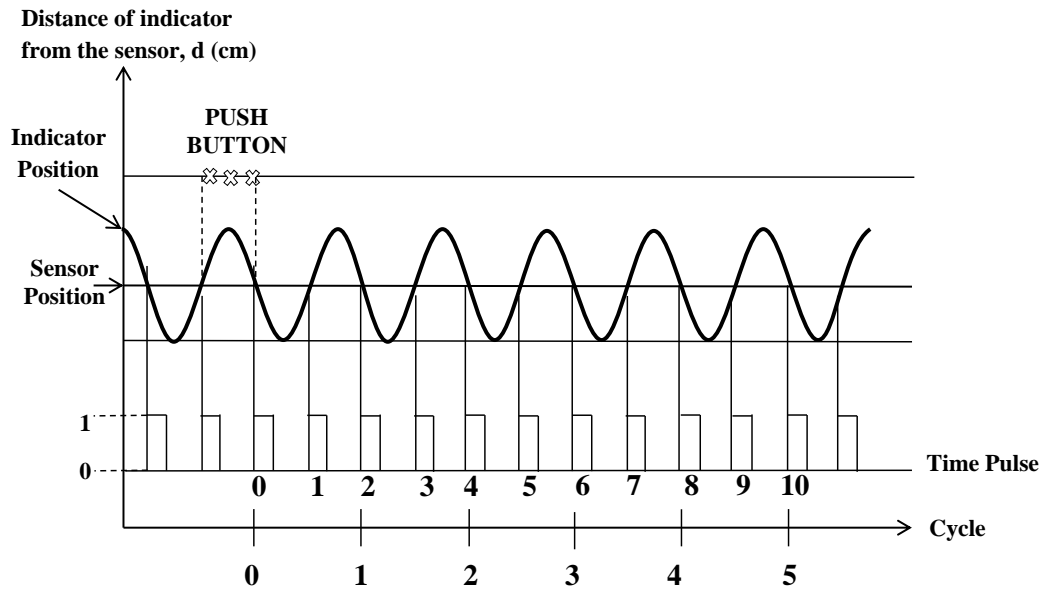 Distance of indicator
from the sensor, d (cm)
PUSH
BUTTON
Indicator
Position
Sensor
Position
1
0
Time Pulse
0 1 2 3 4 5 6 7 8 9 10
Cycle
0 1 2 3 4 5